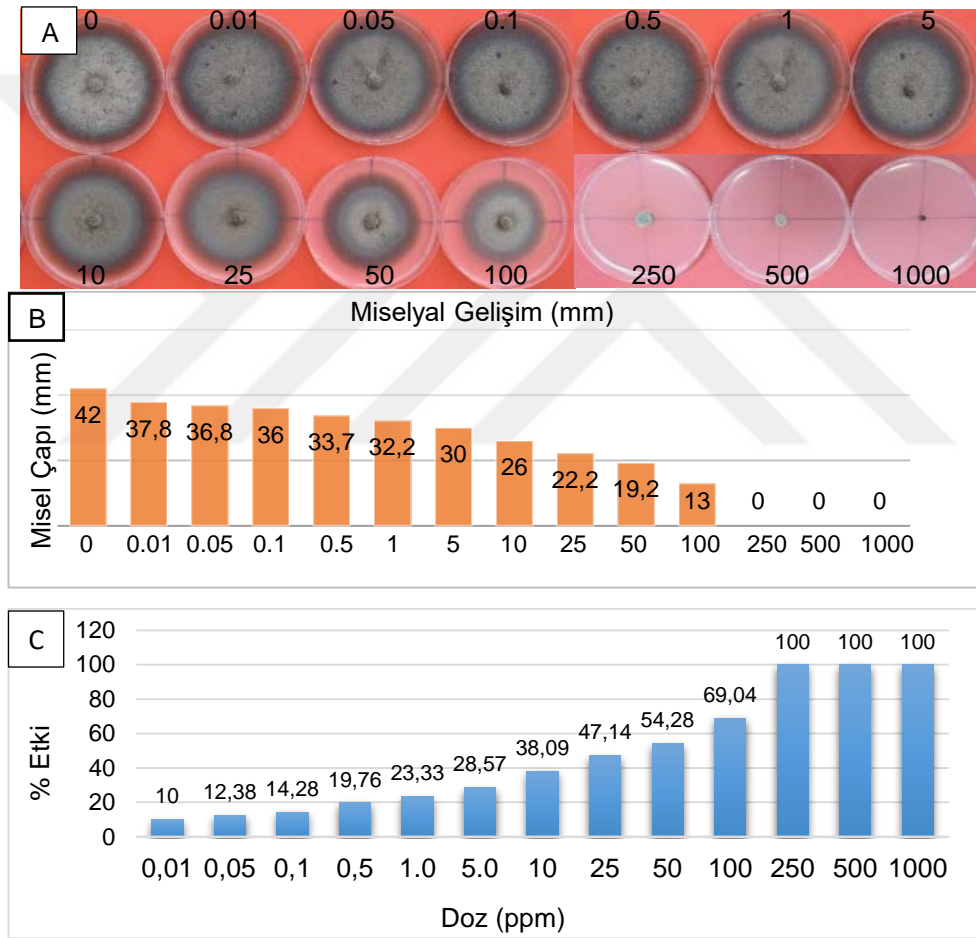 A
0 0.01 0.05 0.1 0.5 1 5
10 25 50 100 250 500 1000
B
Miselyal Gelişim (mm)
Misel Çapı (mm)
42 37,8 36,8 36 33,7 32,2 30 26 22,2 19,2 13 0 0 0
0 0.01 0.05 0.1 0.5 1 5 10 25 50 100 250 500 1000
C
% Etki
120
100
80
60
40
20
0
10 12,38 14,28 19,76 23,33 28,57 38,09 47,14 54,28 69,04 100 100 100
0,01 0,05 0,1 0,5 1.0 5.0 10 25 50 100 250 500 1000
Doz (ppm)